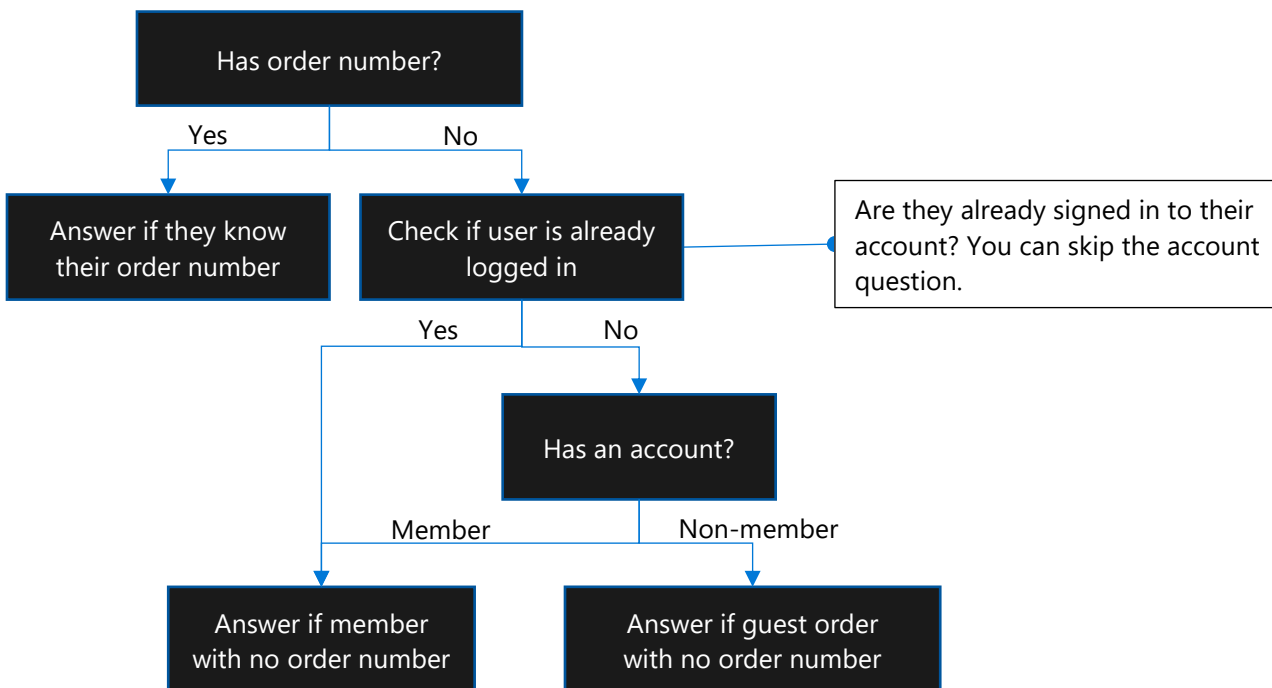 Has order number?
Yes
No
Answer if they know
their order number
Check if user is already
logged in
Are they already signed in to their
account? You can skip the account
question.
Yes
No
Has an account?
Member
Non-member
Answer if member
with no order number
Answer if guest order
with no order number